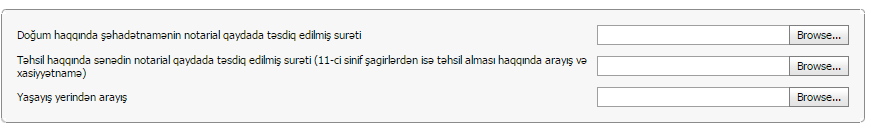 Doğum haqqında şəhadətnamənin notarial qaydada təsdiq edilmiş surəti
Browse...
Təhsil haqqında sənədin notarial qaydada təsdiq edilmiş surəti (11-ci sinif şagirlərdən isə təhsil alması haqqında arayış və
xasiyyətnamə)
Browse...
Yaşayış yerindən arayış
Browse...